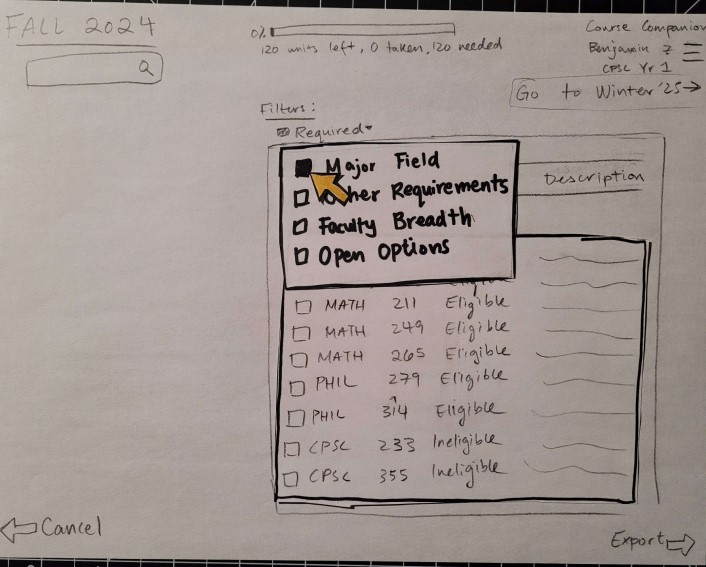 FALL 2024
0%
120 units left, 0 taken, 120 needed
Course Companion
Benjamin Z
CPSC Yr 1
Go to Winter '25→
Filters:
Required
Major Field
Other Requirements
Faculty Breadth
Open Options
Description
MATH 211 Eligible
MATH 249 Eligible
MATH 265 Eligible
PHIL 279 Eligible
PHIL 314 Eligible
CPSC 233 Ineligible
CPSC 355 Ineligible
Cancel
Export